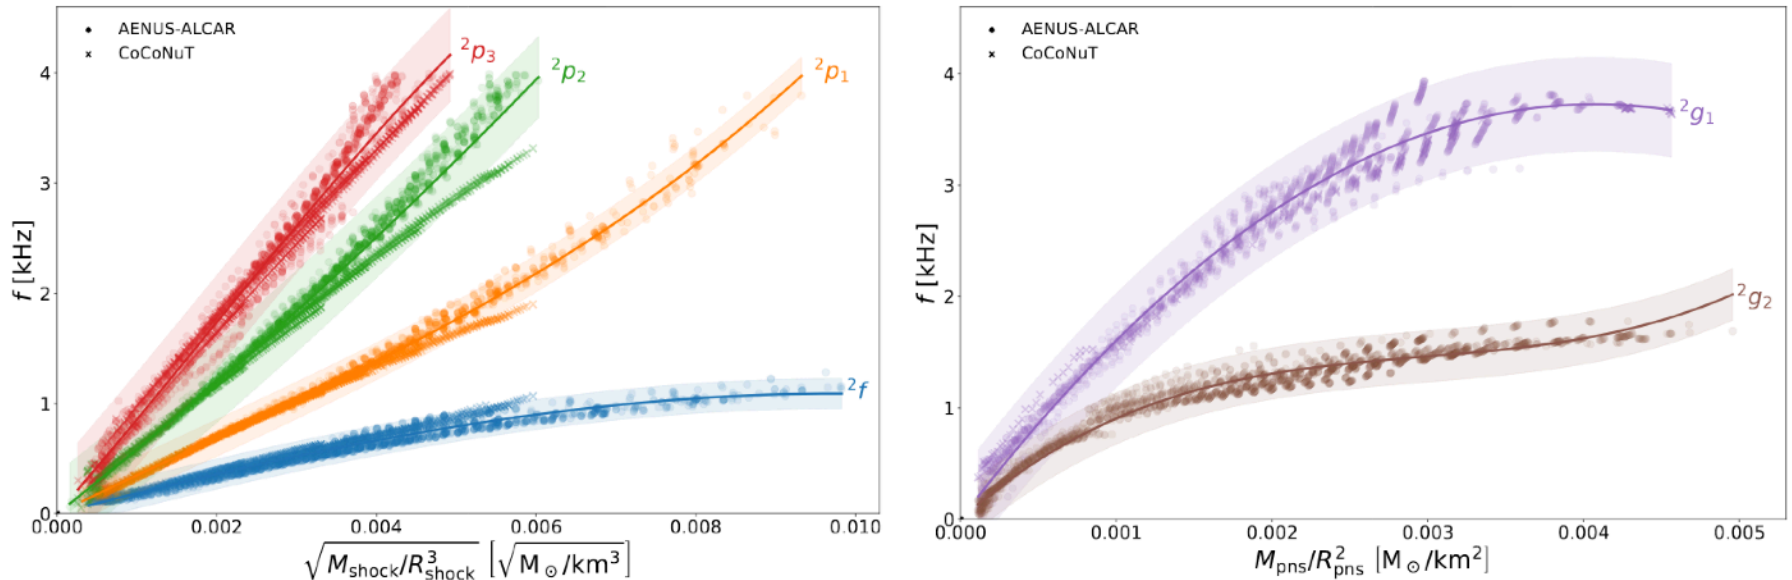 AENUS-ALCAR
CoCoNuT
²p₃
²p₂
²p₁
²f
f [kHz]
4
3
2
1
0
0.000 0.002 0.004 0.006 0.008 0.010
√M_shock/R³_shock [√M_⊙/km³]
AENUS-ALCAR
CoCoNuT
²g₁
²g₂
f [kHz]
4
3
2
1
0
0.000 0.001 0.002 0.003 0.004 0.005
M_pns/R²_pns [M_⊙/km²]